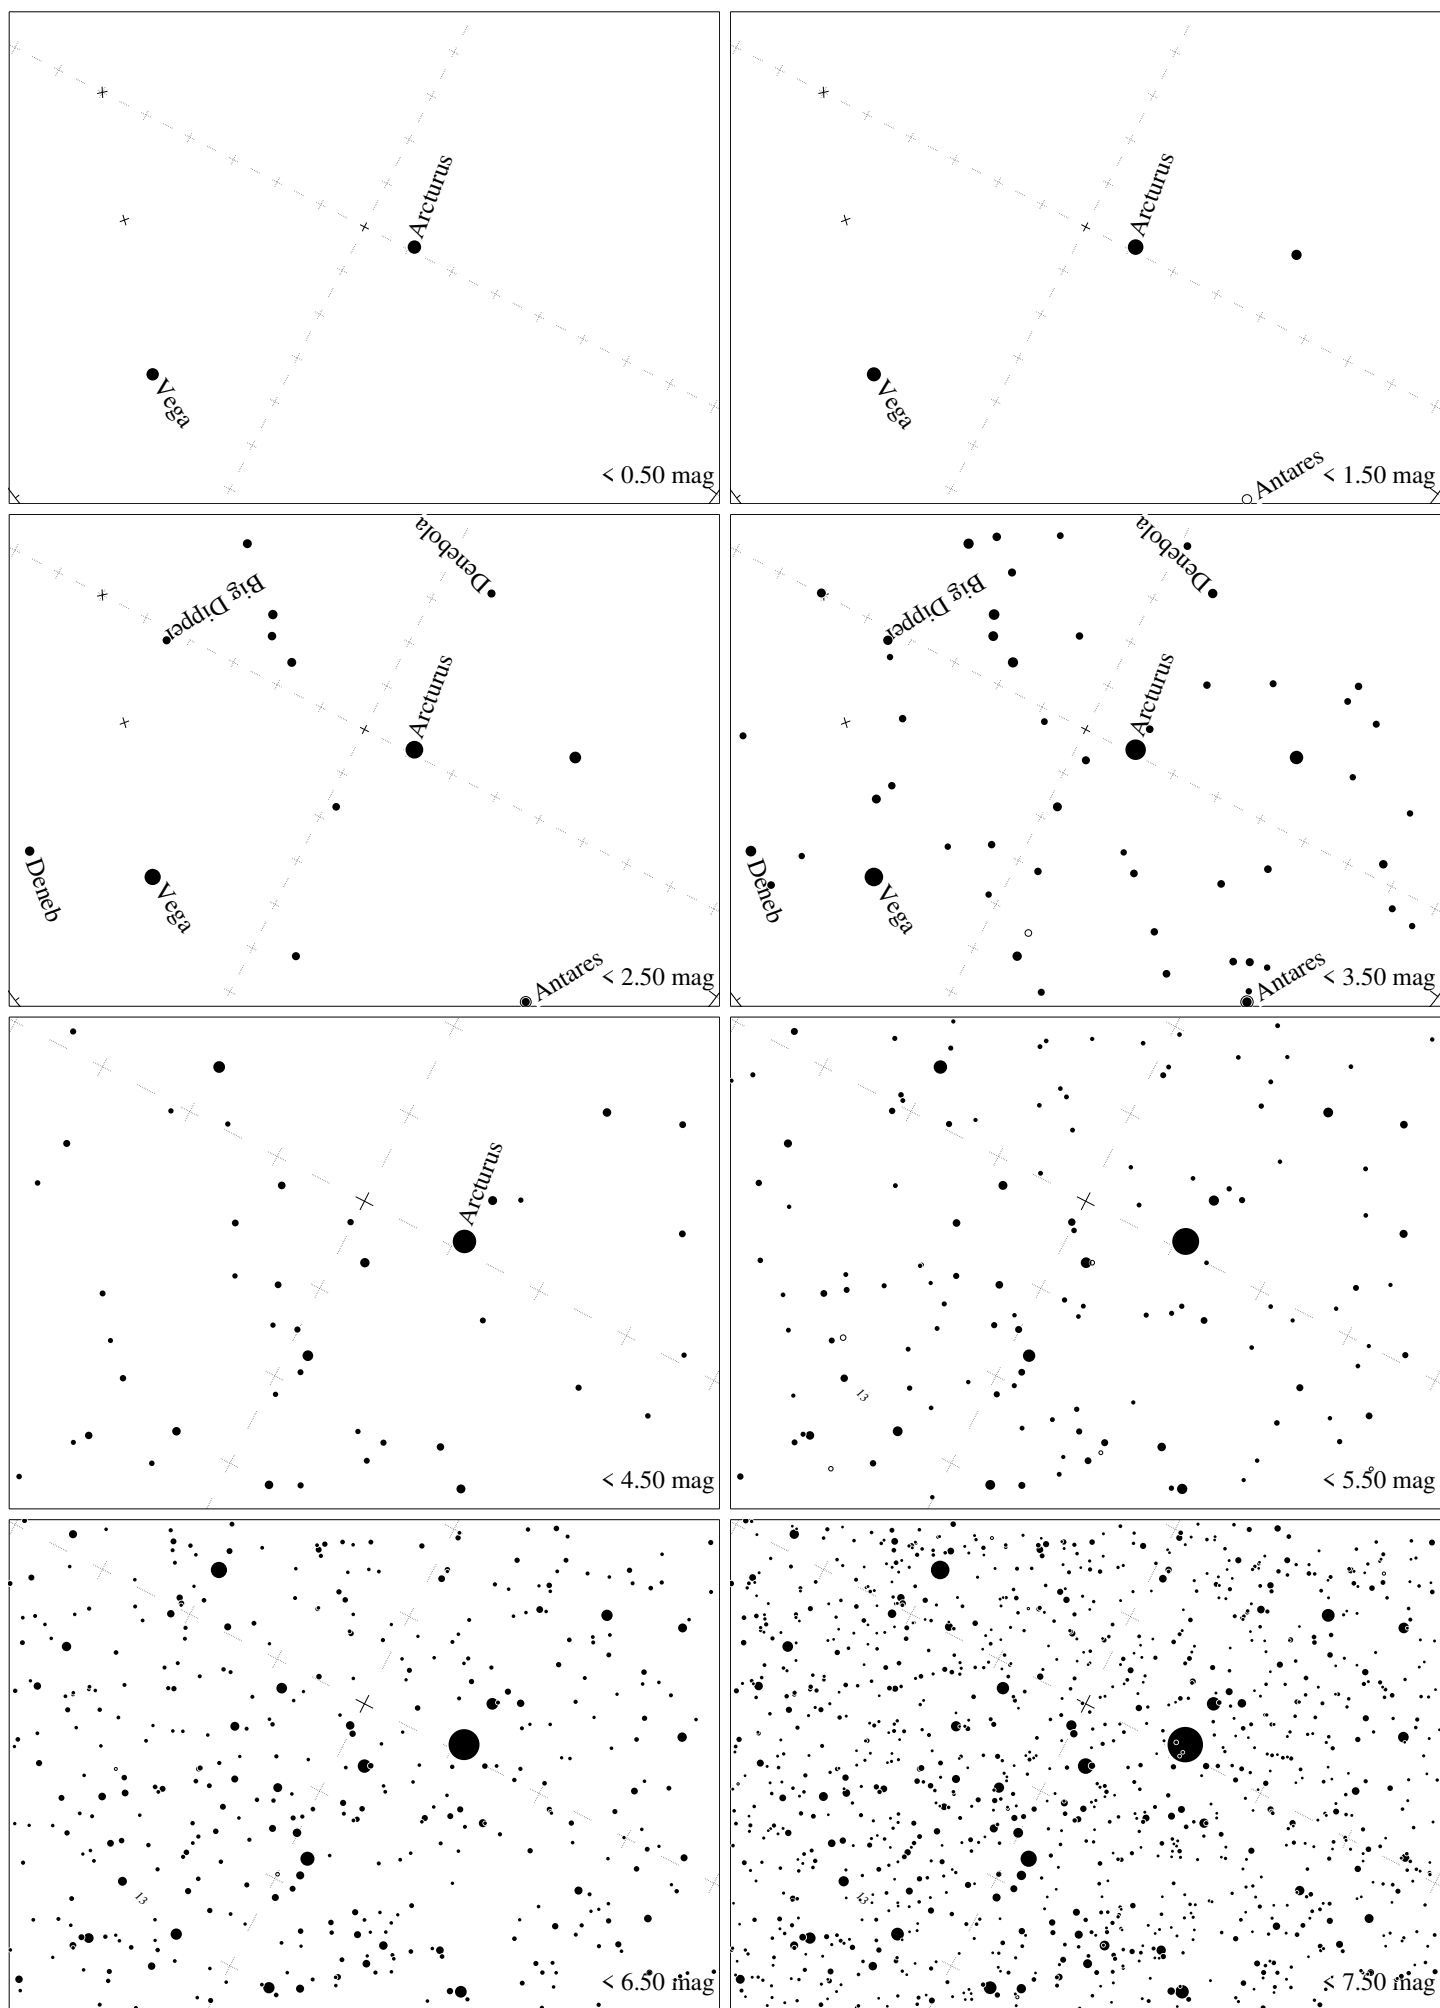 Arcturus
Vega
< 0.50 mag
Arcturus
Vega
Antares
< 1.50 mag
Denebola
Big Dipper
Arcturus
Deneb
Vega
Antares
< 2.50 mag
Denebola
Big Dipper
Arcturus
Deneb
Vega
Antares
< 3.50 mag
Arcturus
< 4.50 mag
13
< 5.50 mag
13
< 6.50 mag
13
< 7.50 mag